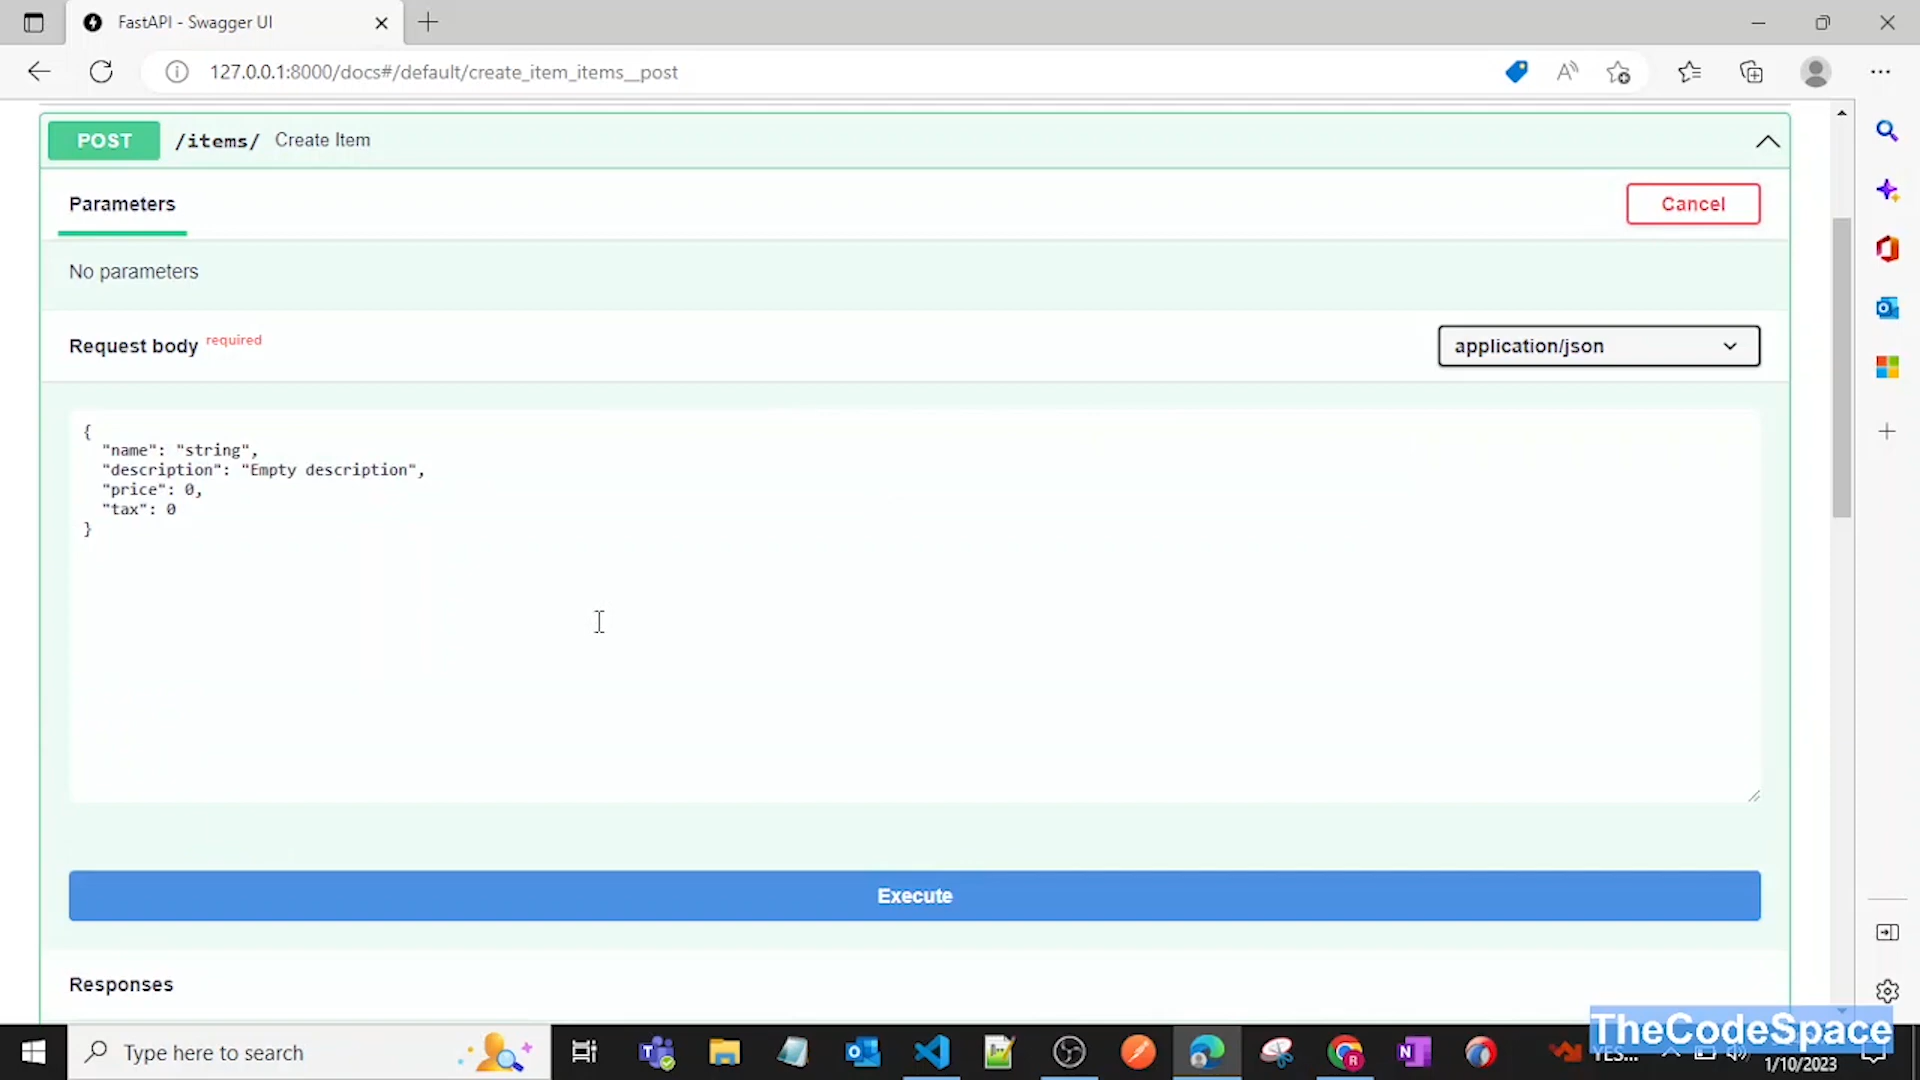 FastAPI - Swagger UI
127.0.0.1:8000/docs#/default/create_item_items__post
POST /items/ Create Item
Parameters
Cancel
No parameters
Request body required
application/json
{
"name": "string",
"description": "Empty description",
"price": 0,
"tax": 0
}
Execute
Responses
TheCodeSpace
Type here to search
YES...
1/10/2023